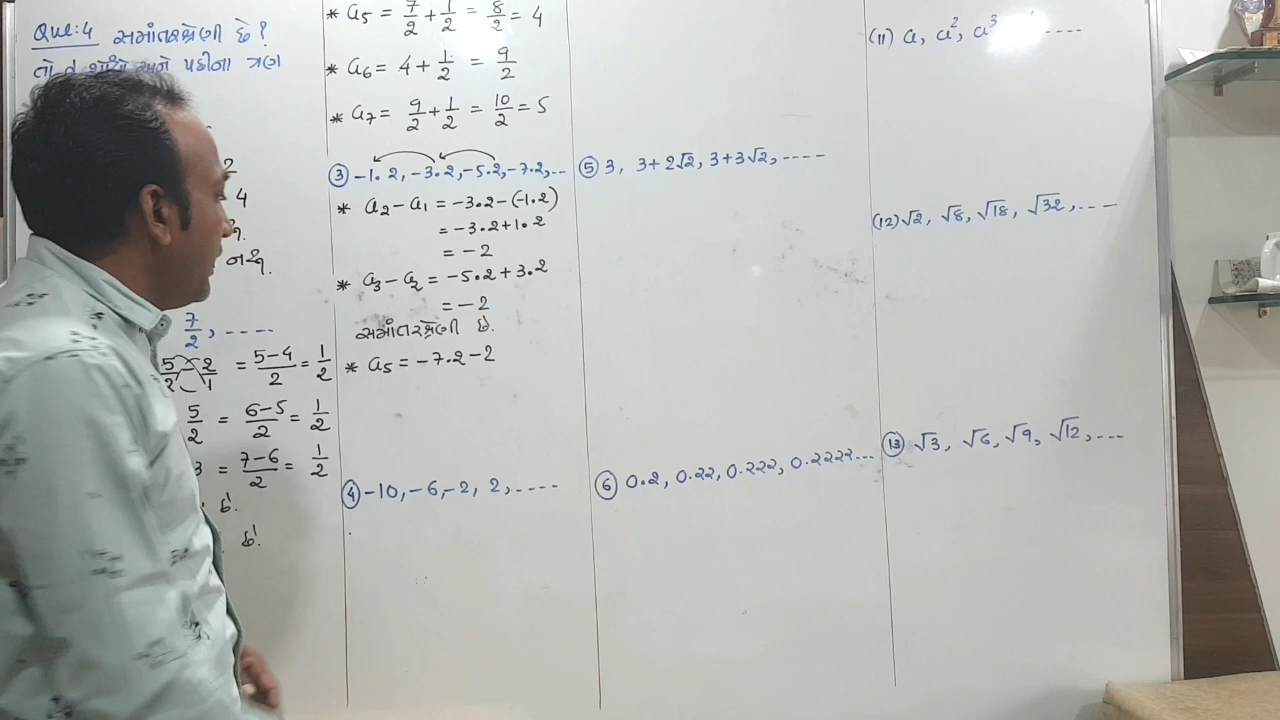 Que:4 સમાંતરશ્રેણી છે?
તો d શોધો અને પછીના ત્રણ
2
4
નથી.
7/2, ----
5/2 2/1 = (5-4)/2 = 1/2
5/2 = (6-5)/2 = 1/2
3 = (7-6)/2 = 1/2
છે.
છે.
* a5 = 7/2 + 1/2 = 8/2 = 4
* a6 = 4 + 1/2 = 9/2
* a7 = 9/2 + 1/2 = 10/2 = 5
③ -1.2, -3.2, -5.2, -7.2, ...
* a2 - a1 = -3.2 - (-1.2)
= -3.2 + 1.2
= -2
* a3 - a2 = -5.2 + 3.2
= -2
સમાંતરશ્રેણી છે.
* a5 = -7.2 - 2
④ -10, -6, -2, 2, ----
⑤ 3, 3+2√2, 3+3√2, ----
⑥ 0.2, 0.22, 0.222, 0.2222...
(11) a, a², a³ ----
(12) √2, √8, √18, √32, ----
⑬ √3, √6, √9, √12, ---